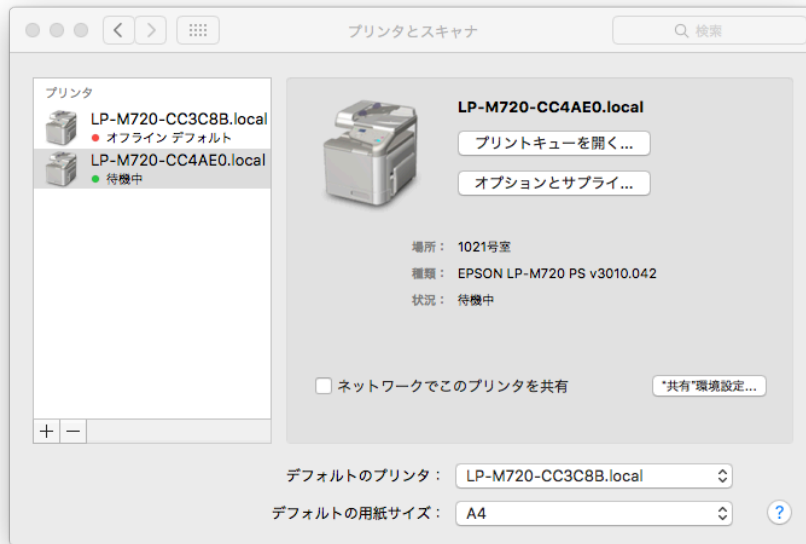 プリンタとスキャナ
検索
プリンタ
LP-M720-CC3C8B.local
オフライン デフォルト
LP-M720-CC4AE0.local
待機中
LP-M720-CC4AE0.local
プリントキューを開く...
オプションとサプライ...
場所： 1021号室
種類： EPSON LP-M720 PS v3010.042
状況： 待機中
ネットワークでこのプリンタを共有
"共有"環境設定...
デフォルトのプリンタ： LP-M720-CC3C8B.local
デフォルトの用紙サイズ： A4
?